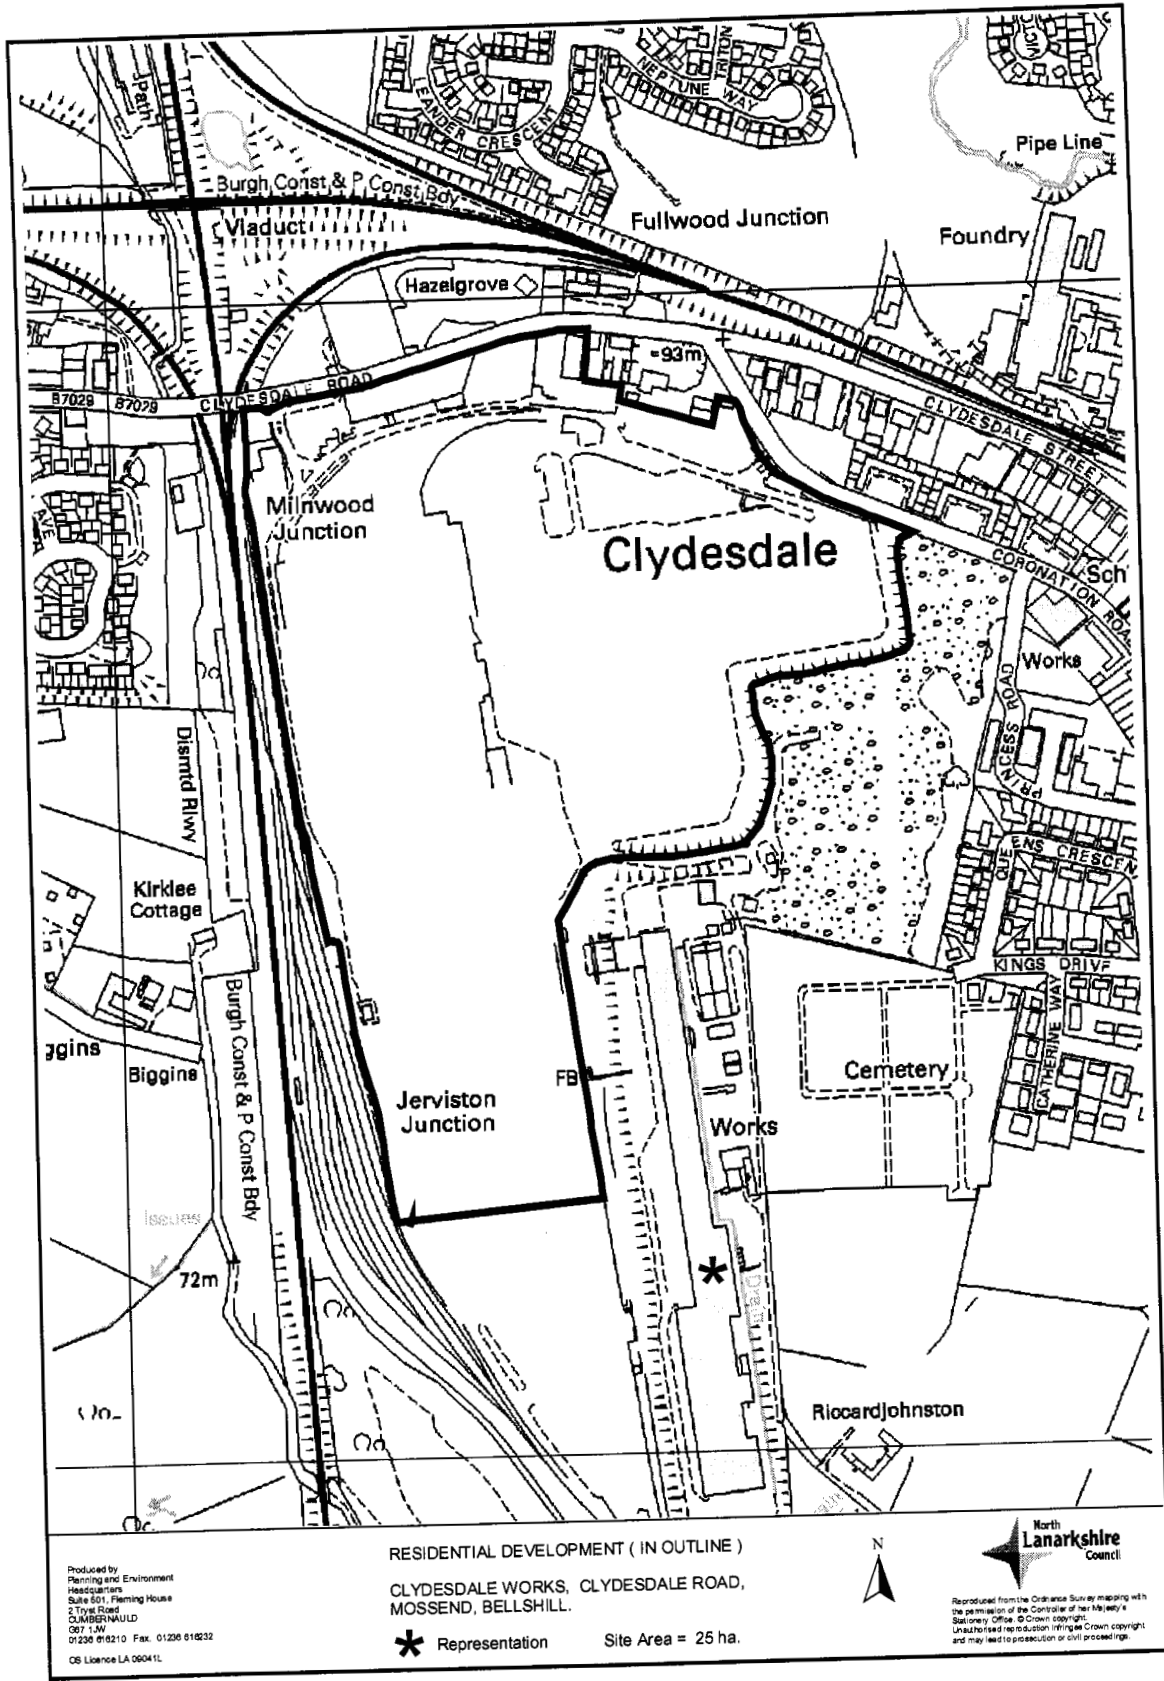 Path
LEANDER CRESCENT
NEPTUNE WAY
TRITON
Pipe Line
Burgh Const & P Const Bdy
Viaduct
Fullwood Junction
Foundry
Hazelgrove
93m
B7029
B7029
CLYDESDALE ROAD
CLYDESDALE STREET
Milnwood
Junction
AVE
Clydesdale
CORONATION ROAD
Sch
Works
PRINCESS ROAD
Dismtd Rlwy
QUEENS CRESCEN
Kirklee
Cottage
KINGS DRIVE
CATHERINE WAY
Burgh Const & P Const Bdy
ggins
Biggins
FB
Cemetery
Jerviston
Junction
Works
Issues
72m
Riccardjohnston
Produced by
Planning and Environment
Headquarters
Suite 501, Fleming House
2 Tryst Road
CUMBERNAULD
G67 1JW
01236 616210 Fax. 01236 616232
OS Licence LA 09041L
RESIDENTIAL DEVELOPMENT ( IN OUTLINE )
CLYDESDALE WORKS, CLYDESDALE ROAD,
MOSSEND, BELLSHILL.
* Representation
Site Area = 25 ha.
N
North
Lanarkshire
Council
Reproduced from the Ordnance Survey mapping with
the permission of the Controller of her Majesty's
Stationery Office. © Crown copyright.
Unauthorised reproduction infringes Crown copyright
and may lead to prosecution or civil proceedings.